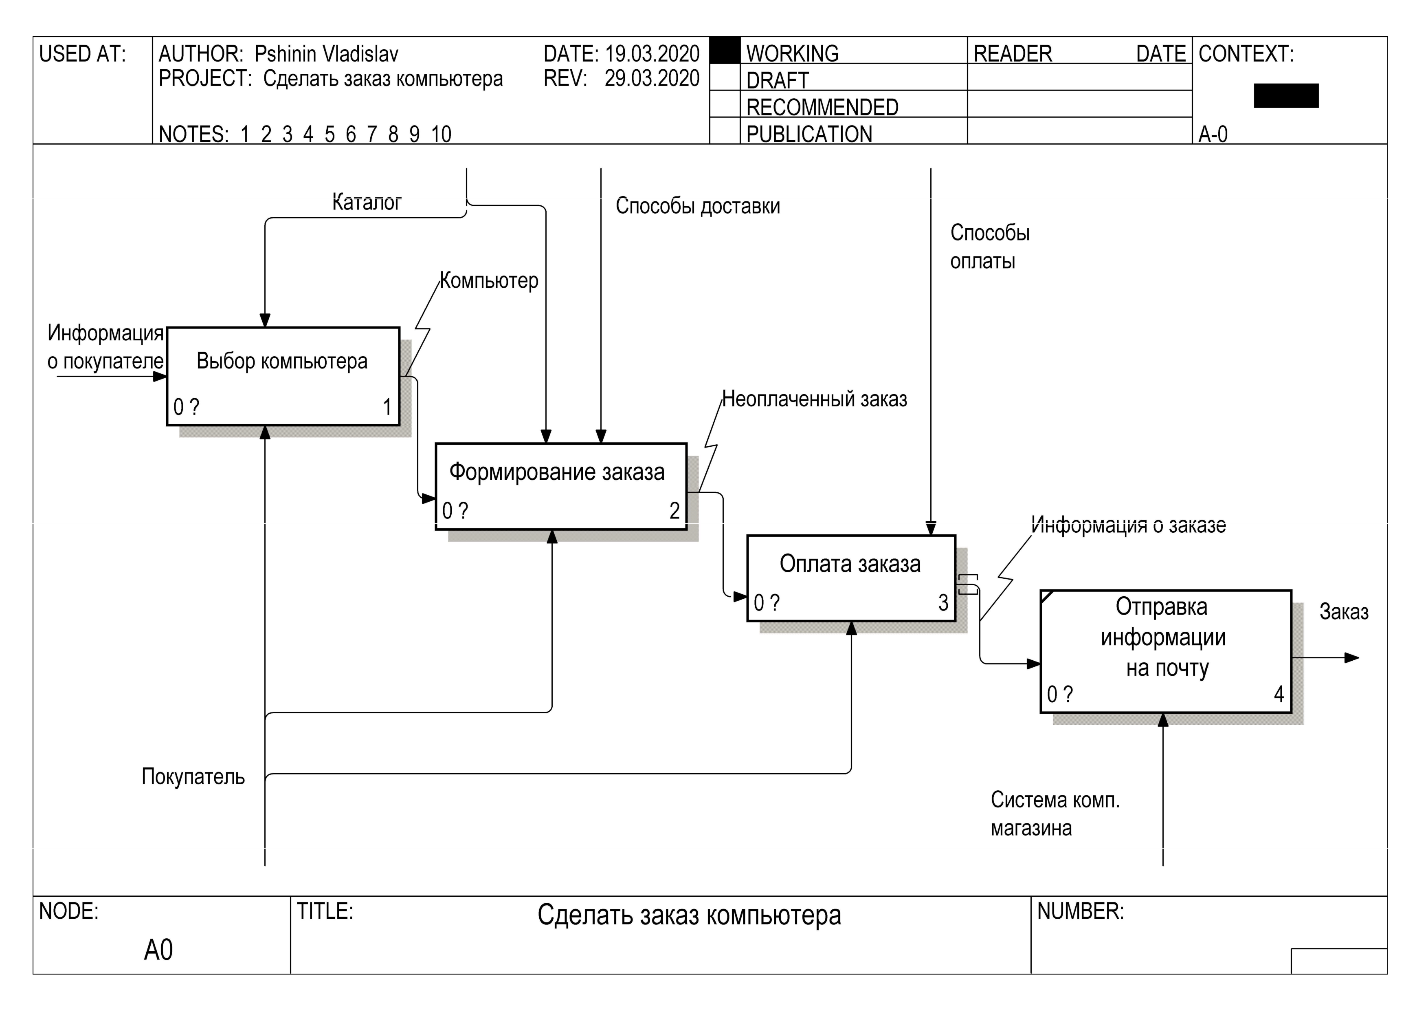 USED AT:
AUTHOR: Pshinin Vladislav
DATE: 19.03.2020
PROJECT: Сделать заказ компьютера
REV: 29.03.2020
NOTES: 1 2 3 4 5 6 7 8 9 10
WORKING
DRAFT
RECOMMENDED
PUBLICATION
READER
DATE
CONTEXT:
A-0
Каталог
Способы доставки
Способы
оплаты
Компьютер
Информация
о покупателе
Выбор компьютера
0 ?
1
Неоплаченный заказ
Формирование заказа
0 ?
2
Информация о заказе
Оплата заказа
0 ?
3
Отправка
информации
на почту
0 ?
4
Заказ
Покупатель
Система комп.
магазина
NODE:
A0
TITLE:
Сделать заказ компьютера
NUMBER: